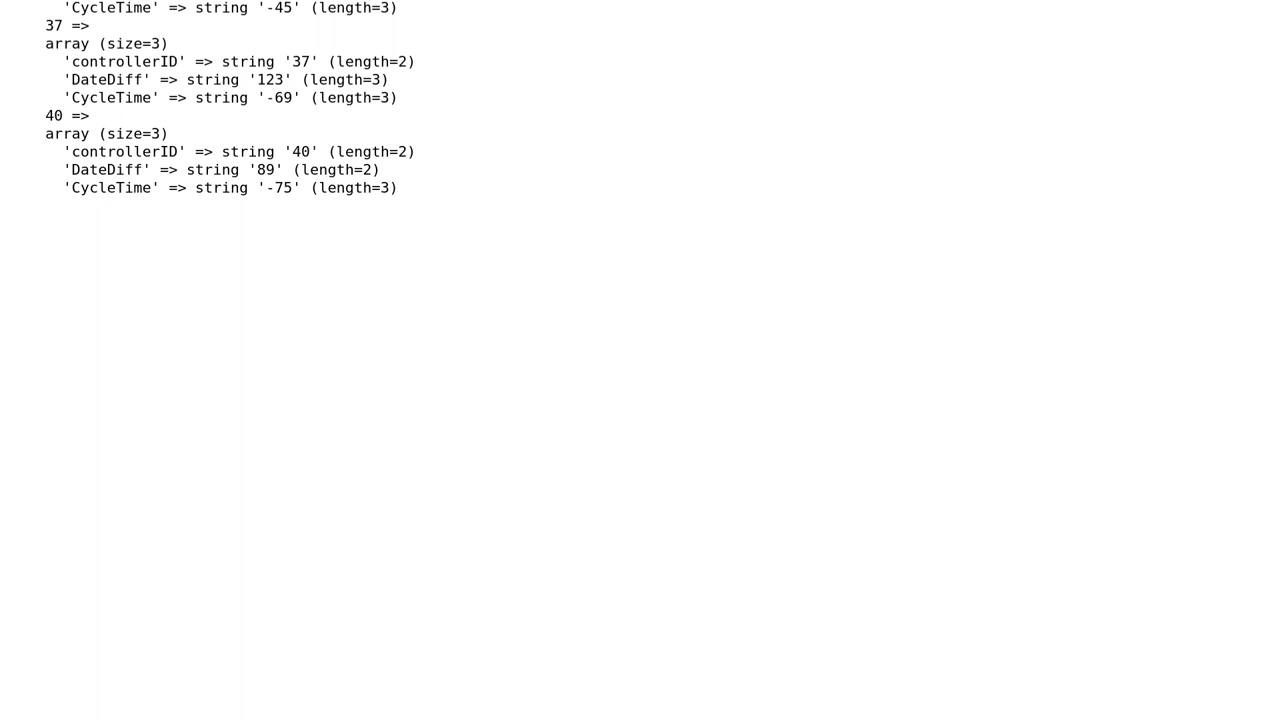 'CycleTime' => string '-45' (length=3)
37 =>
array (size=3)
'controllerID' => string '37' (length=2)
'DateDiff' => string '123' (length=3)
'CycleTime' => string '-69' (length=3)
40 =>
array (size=3)
'controllerID' => string '40' (length=2)
'DateDiff' => string '89' (length=2)
'CycleTime' => string '-75' (length=3)